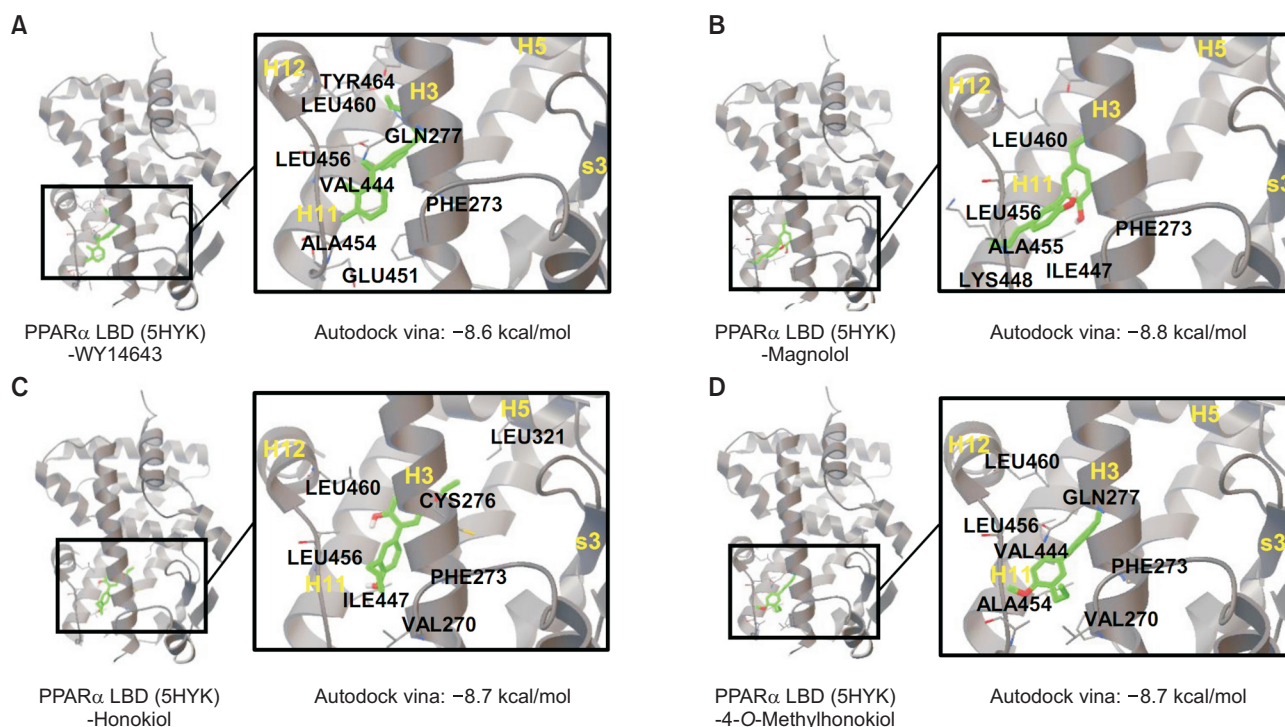 A
H5
H12
TYR464
H3
LEU460
GLN277
LEU456
s3
VAL444
PHE273
H11
ALA454
GLU451
PPARα LBD (5HYK)
-WY14643
Autodock vina: −8.6 kcal/mol
B
H5
H12
H3
LEU460
s3
H11
LEU456
PHE273
ALA455
ILE447
LYS448
PPARα LBD (5HYK)
-Magnolol
Autodock vina: −8.8 kcal/mol
C
H5
LEU321
H12
H3
LEU460
CYS276
s3
LEU456
H11
PHE273
ILE447
VAL270
PPARα LBD (5HYK)
-Honokiol
Autodock vina: −8.7 kcal/mol
D
H5
H12
LEU460
H3
GLN277
LEU456
s3
VAL444
PHE273
H11
ALA454
VAL270
PPARα LBD (5HYK)
-4-O-Methylhonokiol
Autodock vina: −8.7 kcal/mol